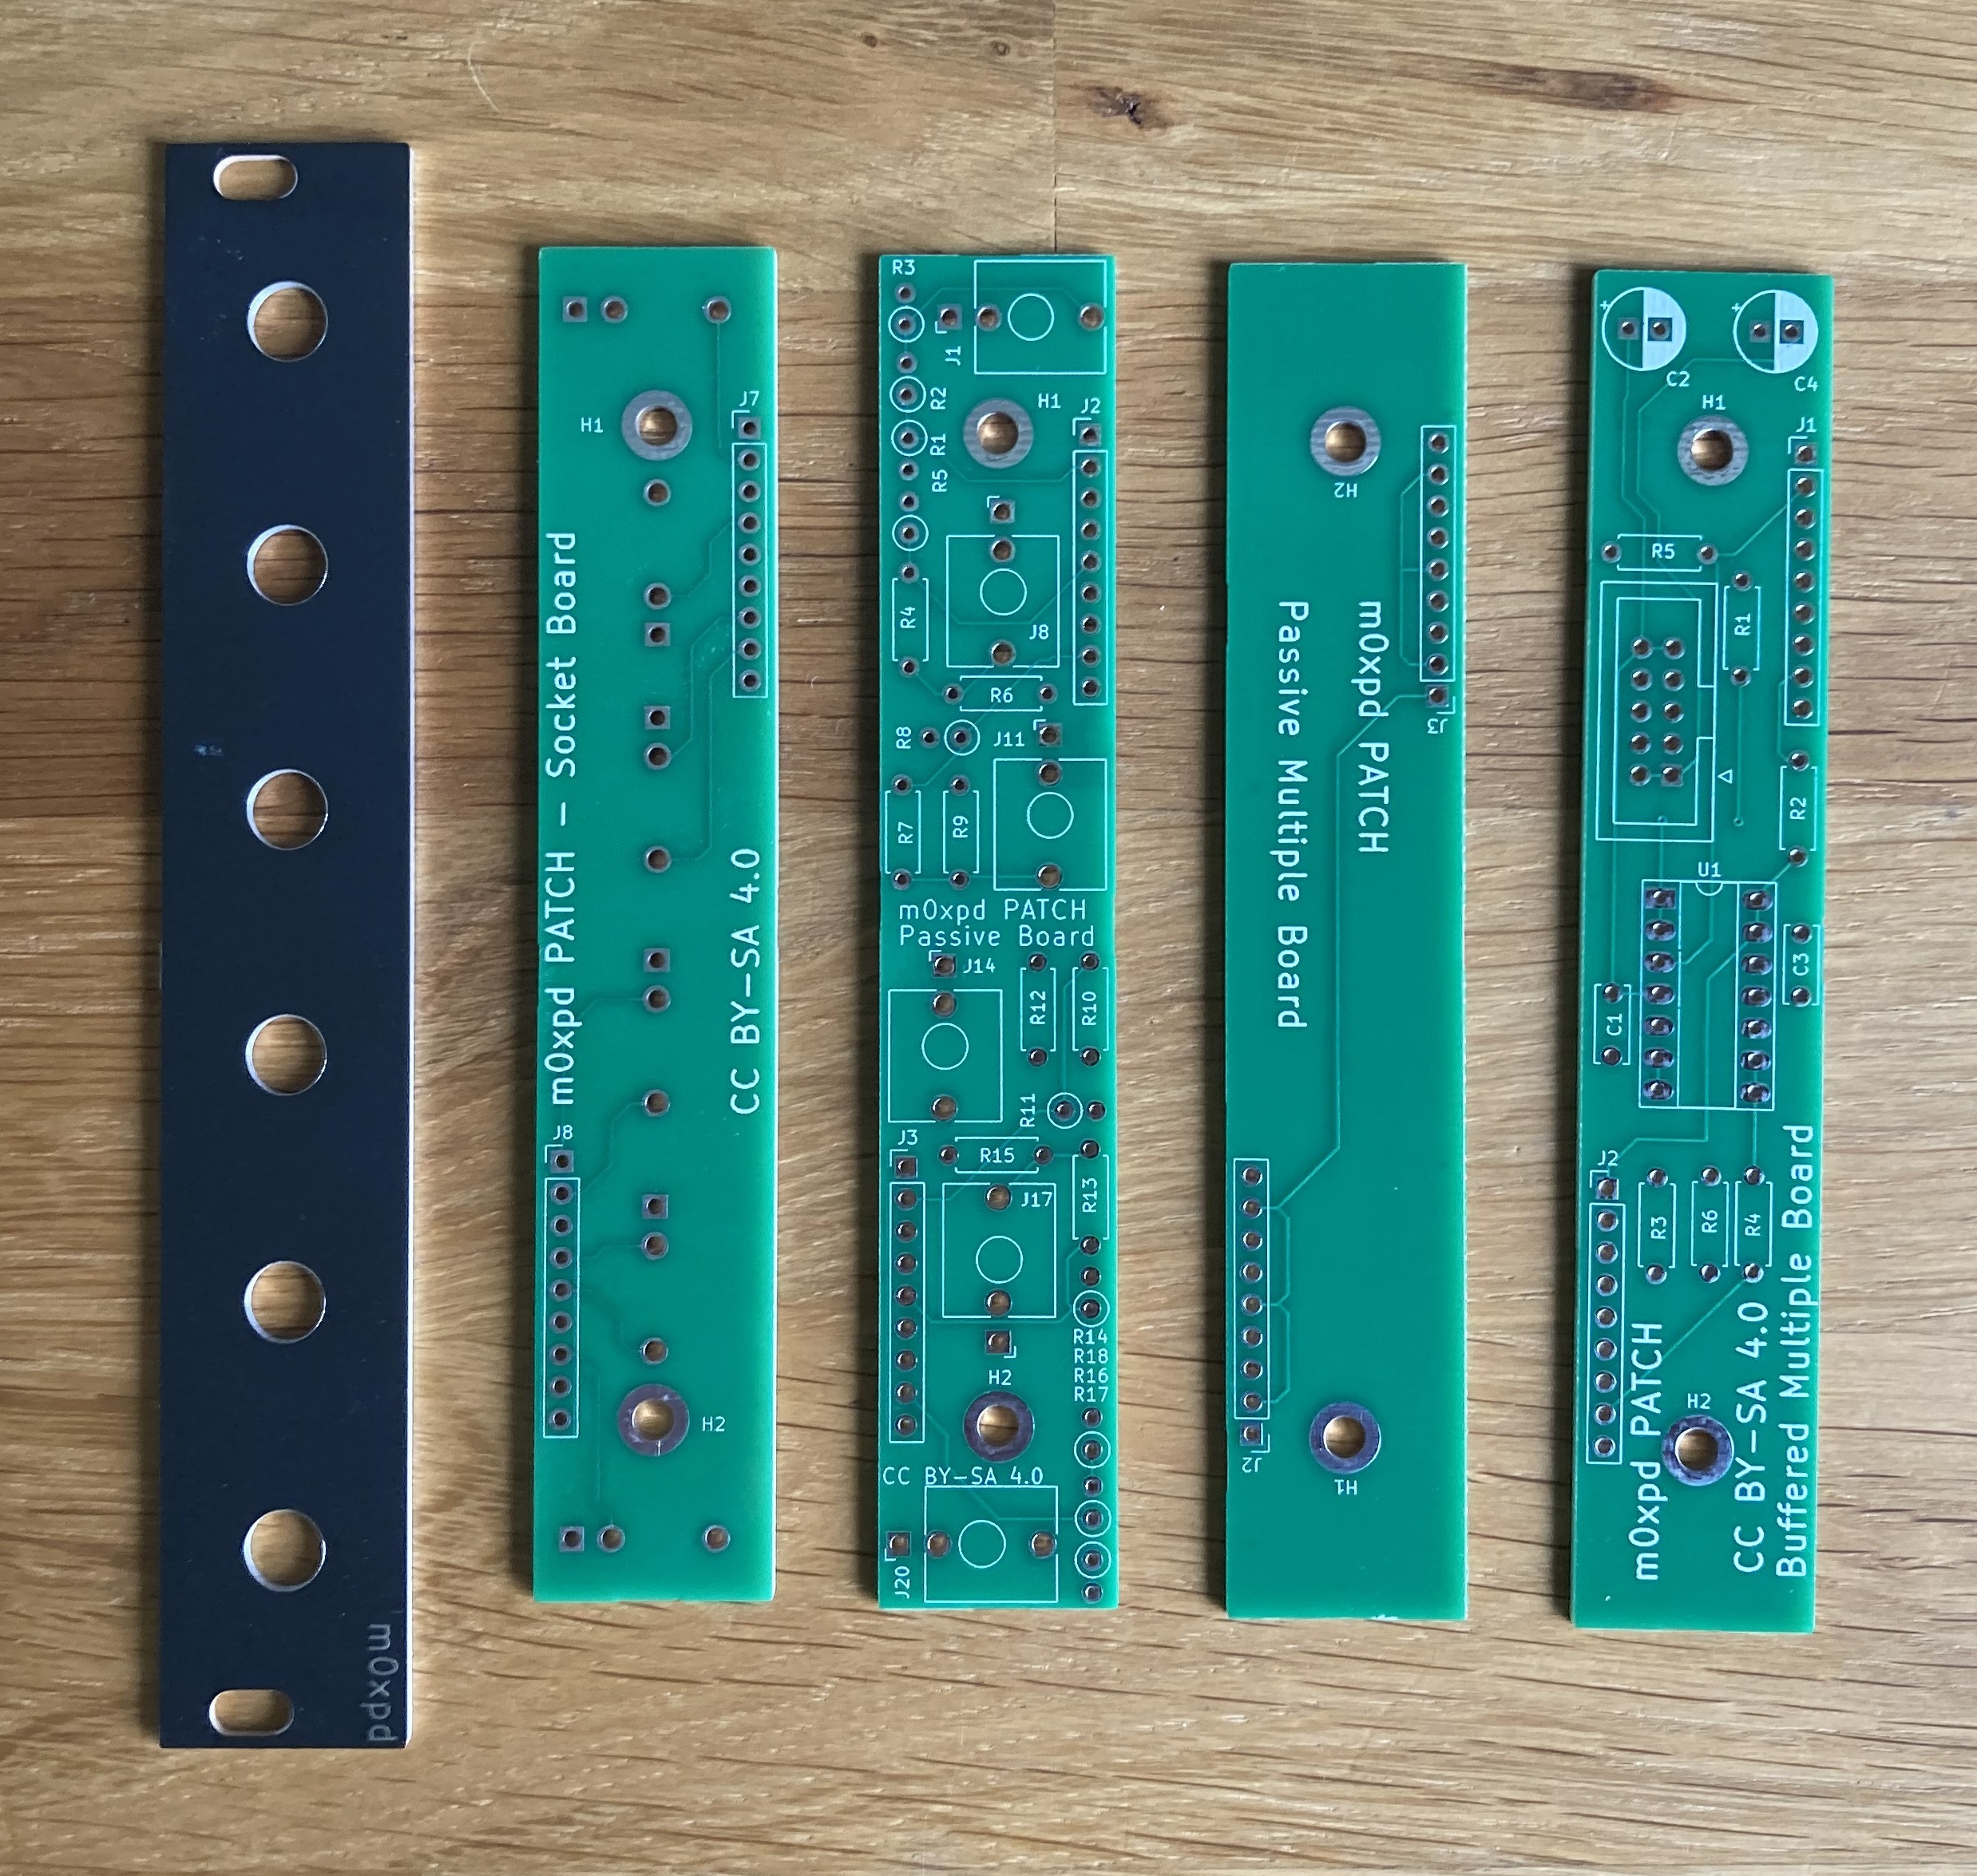 m0xpd
J7
H1
m0xpd PATCH – Socket Board
CC BY–SA 4.0
J8
H2
R3
J1
R2
H1
J2
R1
R5
R4
J8
R6
R8
J11
R7
R9
m0xpd PATCH
Passive Board
J14
R12
R10
R11
J3
R15
J17
R13
R14
R18
R16
R17
H2
CC BY–SA 4.0
J20
H2
m0xpd PATCH
Passive Multiple Board
J3
J2
H1
C2
C4
H1
J1
R5
R1
R2
U1
C3
C1
J2
R3
R6
R4
H2
m0xpd PATCH
CC BY–SA 4.0
Buffered Multiple Board